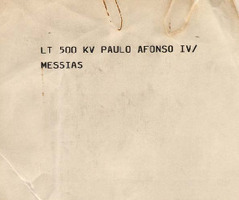 LT 500 KV PAULO AFONSO IV/
MESSIAS